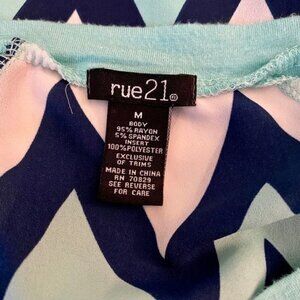 rue21®
M
BODY
95% RAYON
5% SPANDEX
INSERT
100% POLYESTER
EXCLUSIVE
OF TRIMS
MADE IN CHINA
RN 70829
SEE REVERSE
FOR CARE